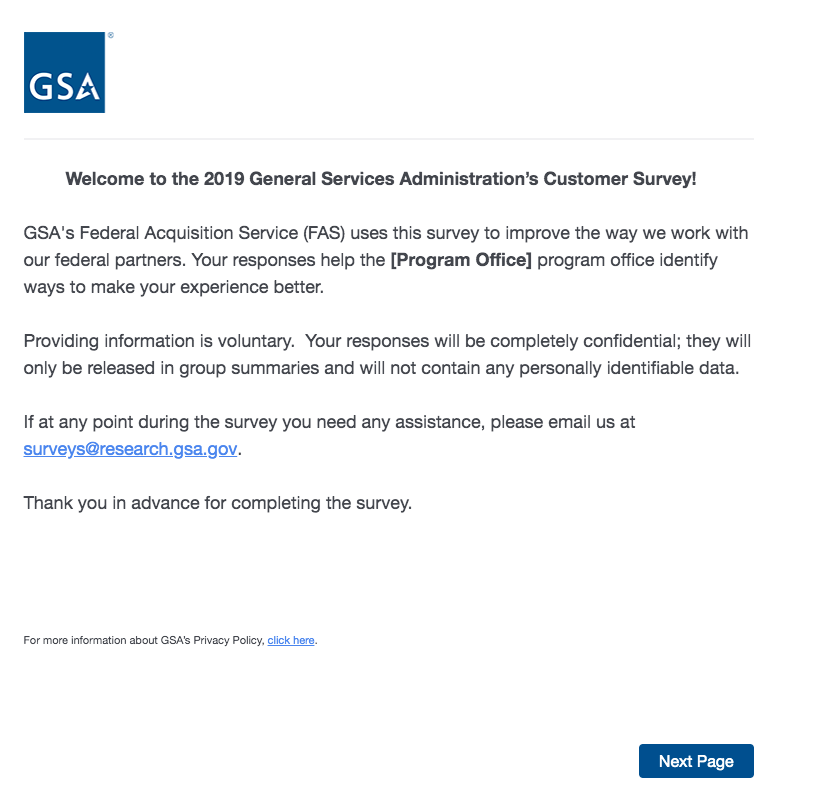 GSA®
Welcome to the 2019 General Services Administration’s Customer Survey!
GSA's Federal Acquisition Service (FAS) uses this survey to improve the way we work with
our federal partners. Your responses help the [Program Office] program office identify
ways to make your experience better.
Providing information is voluntary.  Your responses will be completely confidential; they will
only be released in group summaries and will not contain any personally identifiable data.
If at any point during the survey you need any assistance, please email us at
surveys@research.gsa.gov.
Thank you in advance for completing the survey.
For more information about GSA’s Privacy Policy, click here.
Next Page